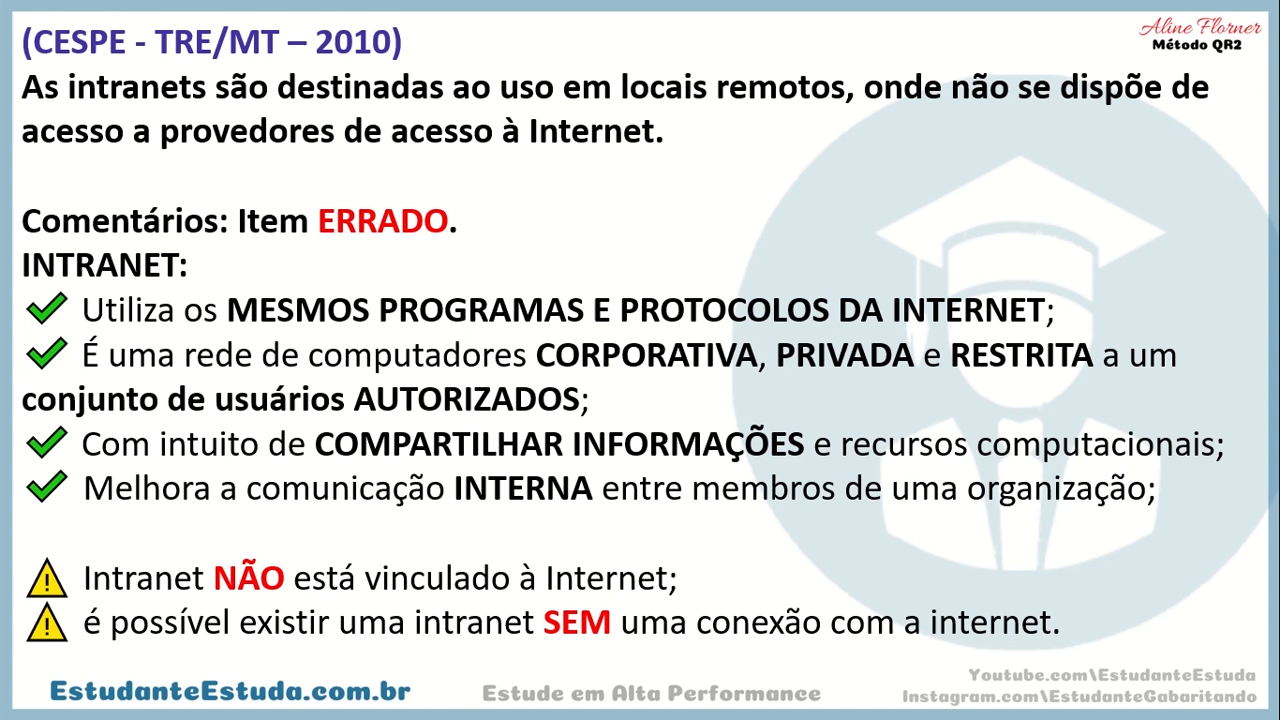 (CESPE - TRE/MT – 2010)
Aline Florner
Método QR2
As intranets são destinadas ao uso em locais remotos, onde não se dispõe de
acesso a provedores de acesso à Internet.
Comentários: Item ERRADO.
INTRANET:
Utiliza os MESMOS PROGRAMAS E PROTOCOLOS DA INTERNET;
É uma rede de computadores CORPORATIVA, PRIVADA e RESTRITA a um
conjunto de usuários AUTORIZADOS;
Com intuito de COMPARTILHAR INFORMAÇÕES e recursos computacionais;
Melhora a comunicação INTERNA entre membros de uma organização;
Intranet NÃO está vinculado à Internet;
é possível existir uma intranet SEM uma conexão com a internet.
EstudanteEstuda.com.br
Estude em Alta Performance
Youtube.com\EstudanteEstuda
Instagram.com\EstudanteGabaritando